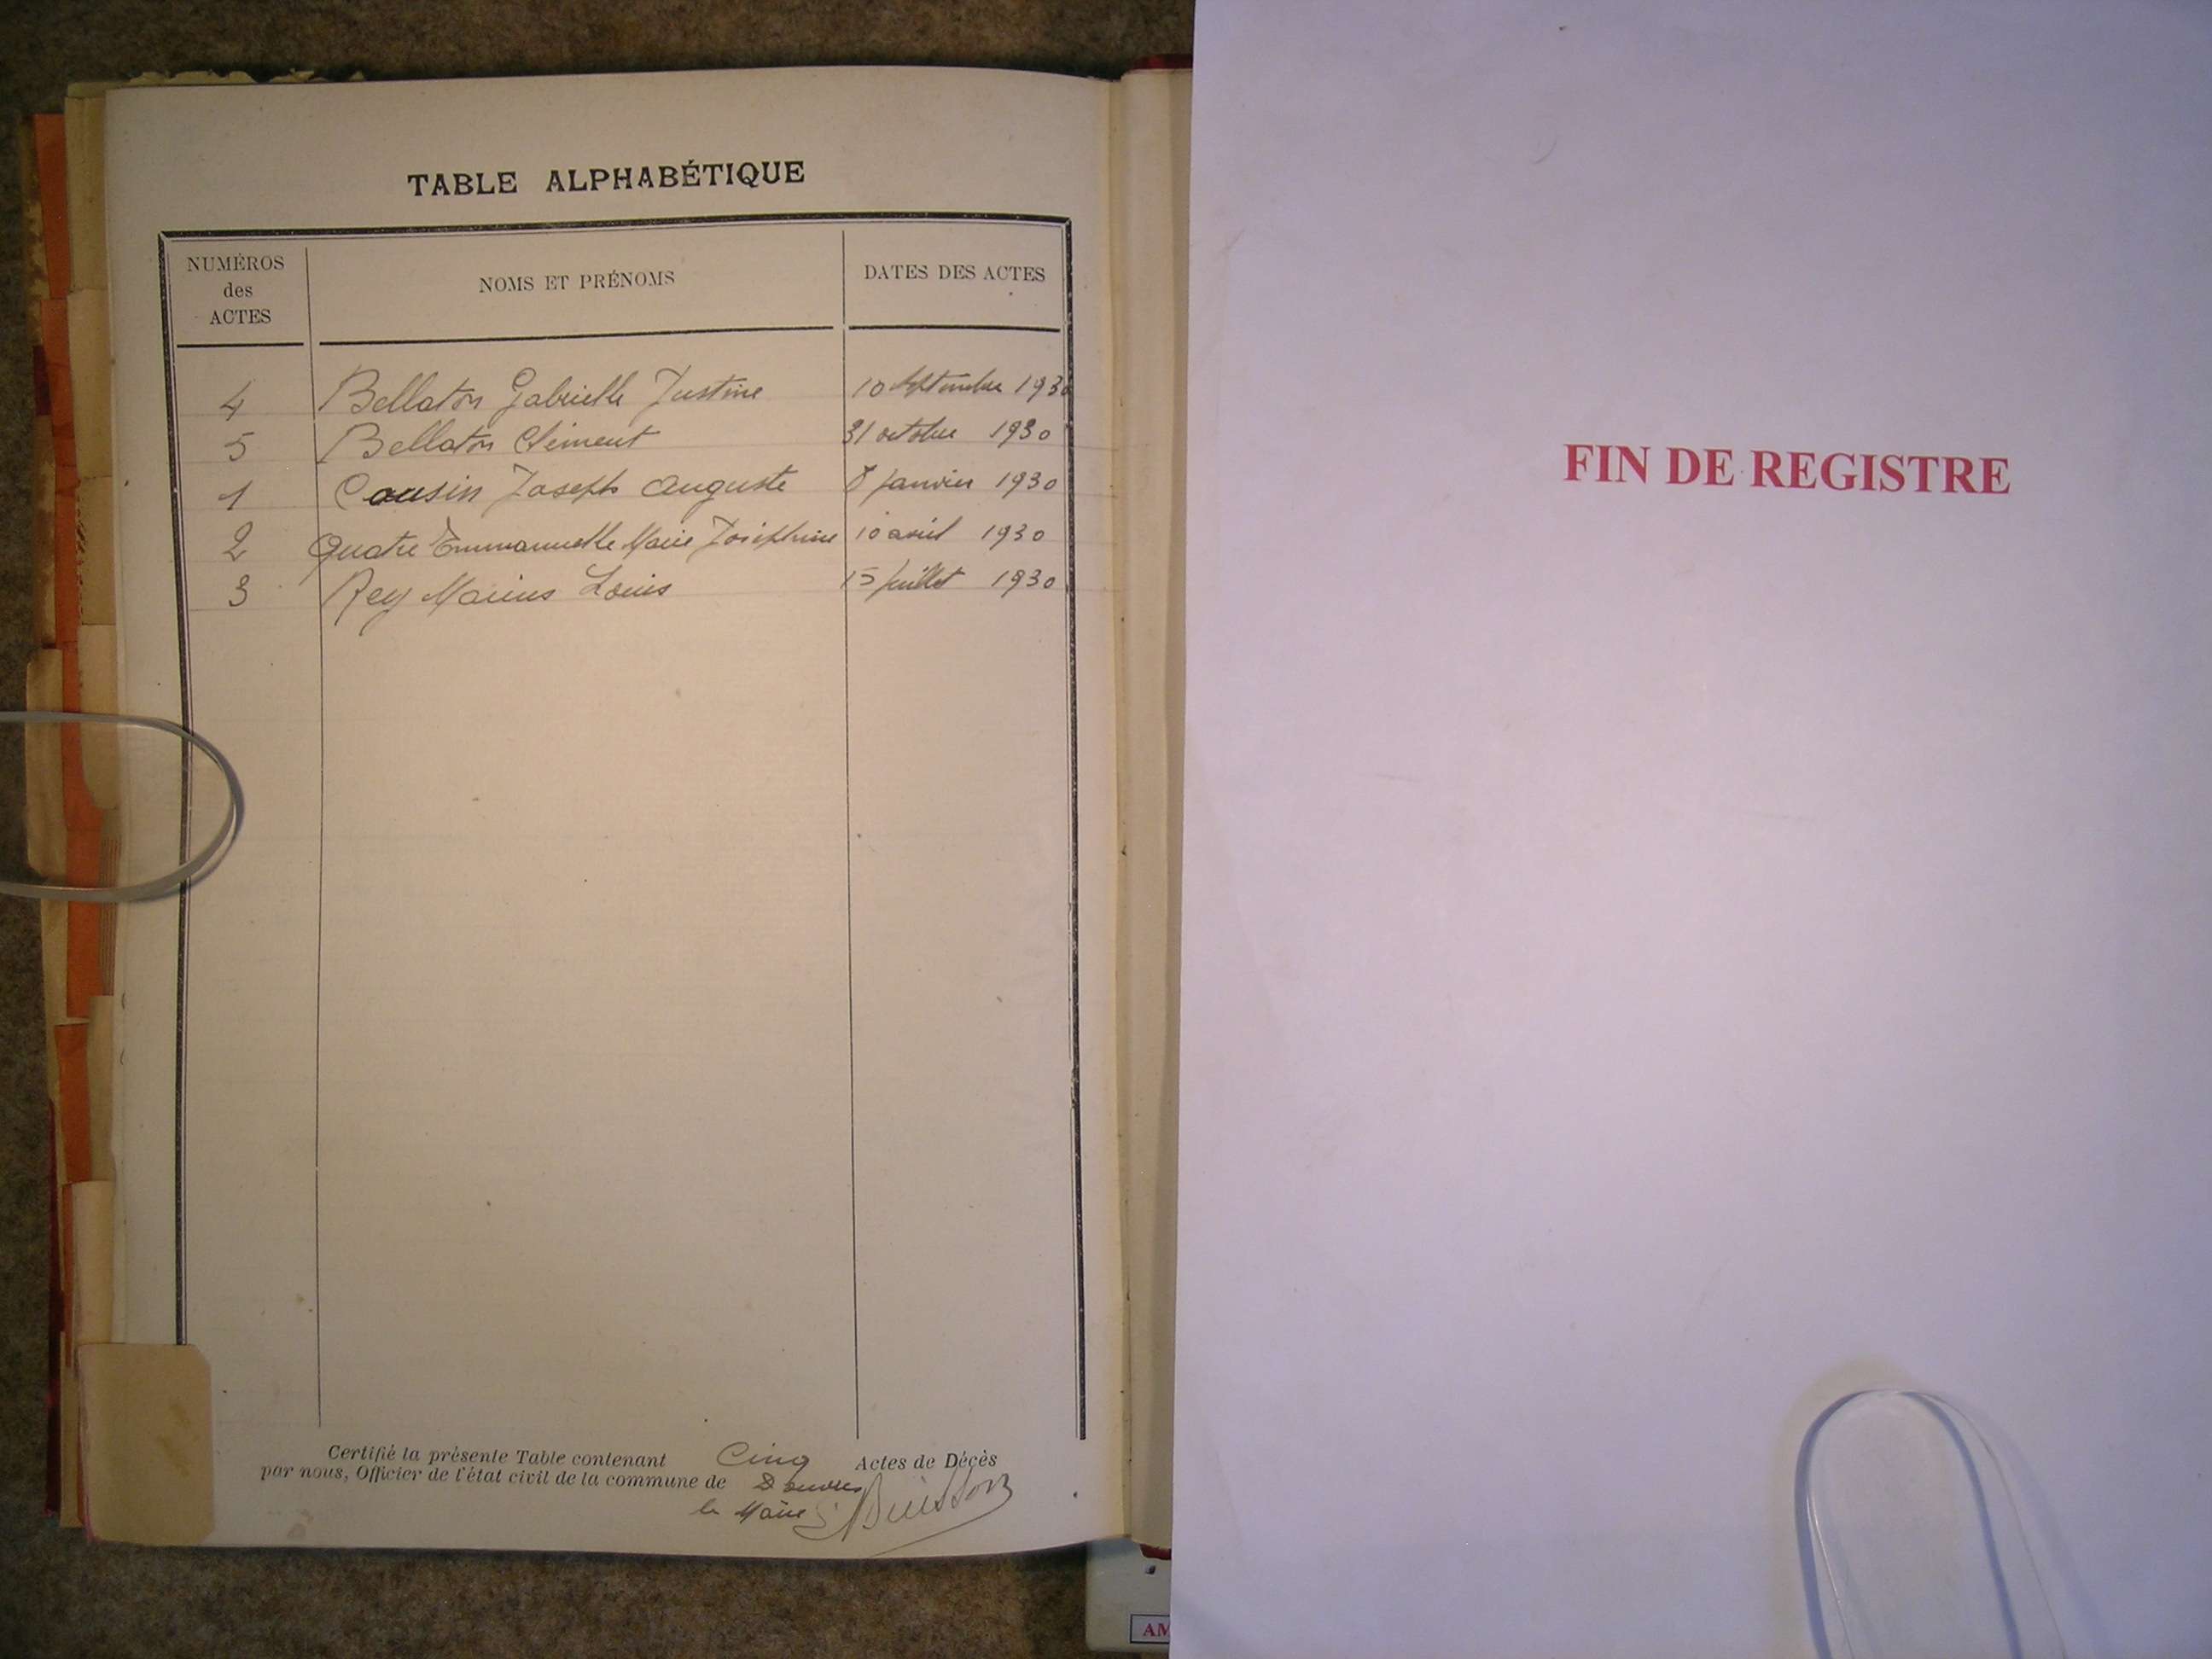 TABLE ALPHABÉTIQUE
NUMÉROS
des
ACTES
NOMS ET PRÉNOMS
DATES DES ACTES
4 Bellaton Gabrielle Justine 10 septembre 1930
5 Bellaton Clément 31 octobre 1930
1 Cousin Joseph Auguste 8 janvier 1930
2 Quatre Emmanuelle Marie Joséphine 10 avril 1930
3 Rey Marius Louis 15 juillet 1930
Certifié la présente Table contenant Cinq Actes de Décès
par nous, Officier de l'état civil de la commune de Douvres
le Maire Buisson
FIN DE REGISTRE
AM